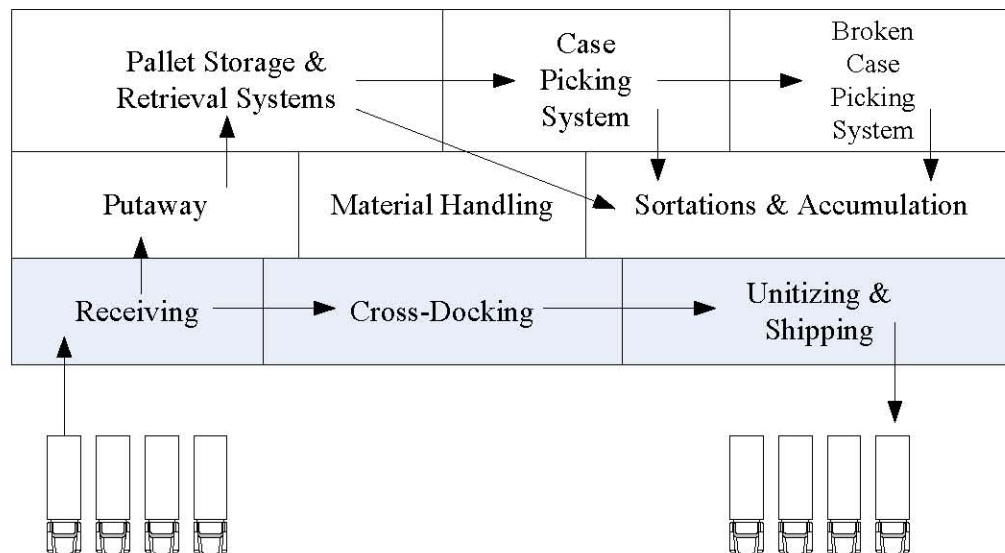 Pallet Storage &
Retrieval Systems
Case
Picking
System
Broken
Case
Picking
System
Putaway
Material Handling
Sortations & Accumulation
Receiving
Cross-Docking
Unitizing &
Shipping